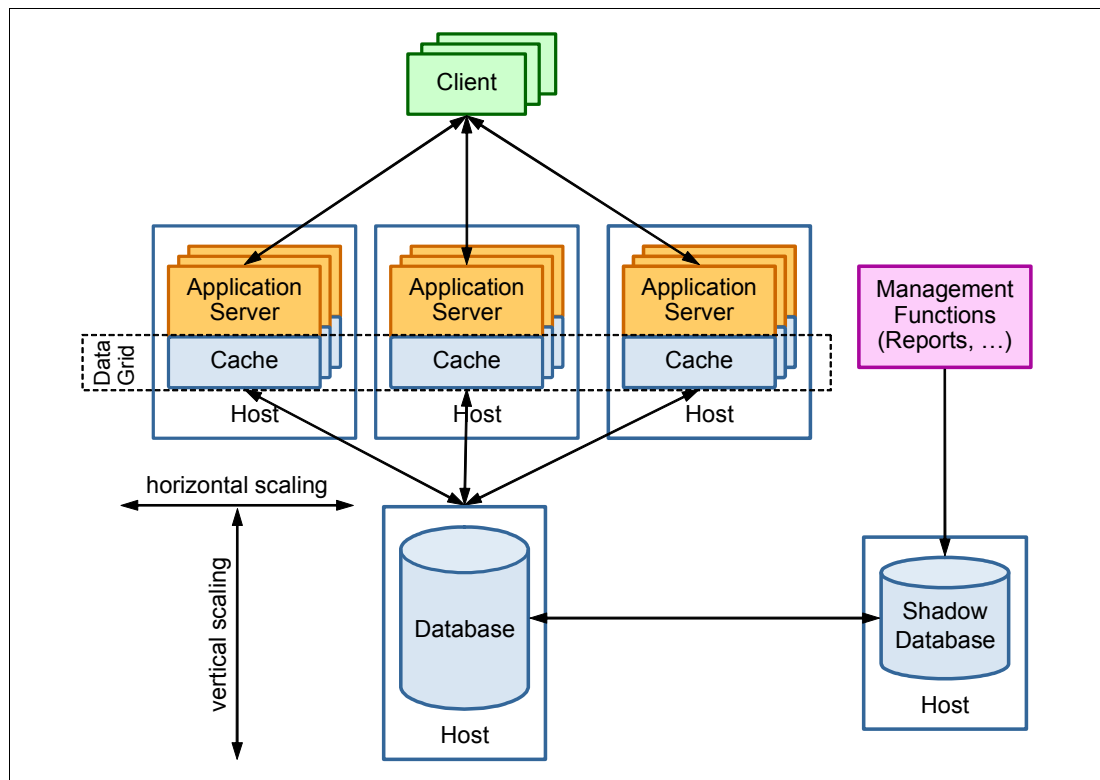 Client
Application
Server
Application
Server
Application
Server
Management
Functions
(Reports, …)
Data
Grid
Cache
Cache
Cache
Host
Host
Host
horizontal scaling
vertical scaling
Database
Host
Shadow
Database
Host